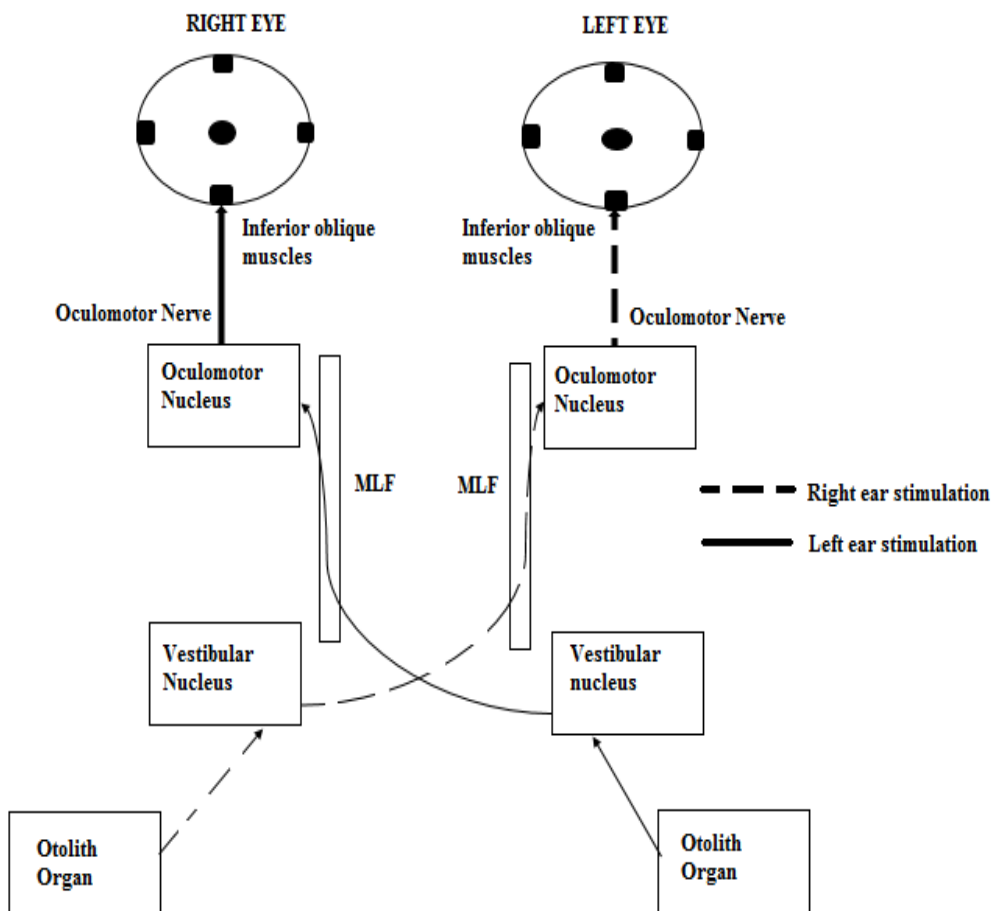 RIGHT EYE
LEFT EYE
Inferior oblique
muscles
Inferior oblique
muscles
Oculomotor Nerve
Oculomotor Nerve
Oculomotor
Nucleus
Oculomotor
Nucleus
MLF
MLF
Right ear stimulation
Left ear stimulation
Vestibular
Nucleus
Vestibular
nucleus
Otolith
Organ
Otolith
Organ